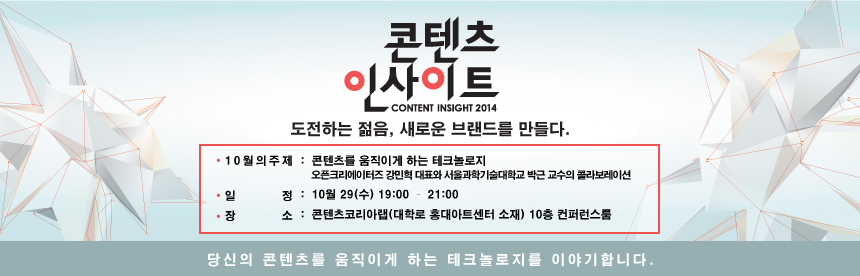 콘텐츠
인사이트
CONTENT INSIGHT 2014
도전하는 젊음, 새로운 브랜드를 만들다.
• 10월의주제 : 콘텐츠를 움직이게 하는 테크놀로지
오픈크리에이터즈 강민혁 대표와 서울과학기술대학교 박근 교수의 콜라보레이션
• 일 정 : 10월 29(수) 19:00 - 21:00
• 장 소 : 콘텐츠코리아랩(대학로 홍대아트센터 소재) 10층 컨퍼런스룸
당신의 콘텐츠를 움직이게 하는 테크놀로지를 이야기합니다.